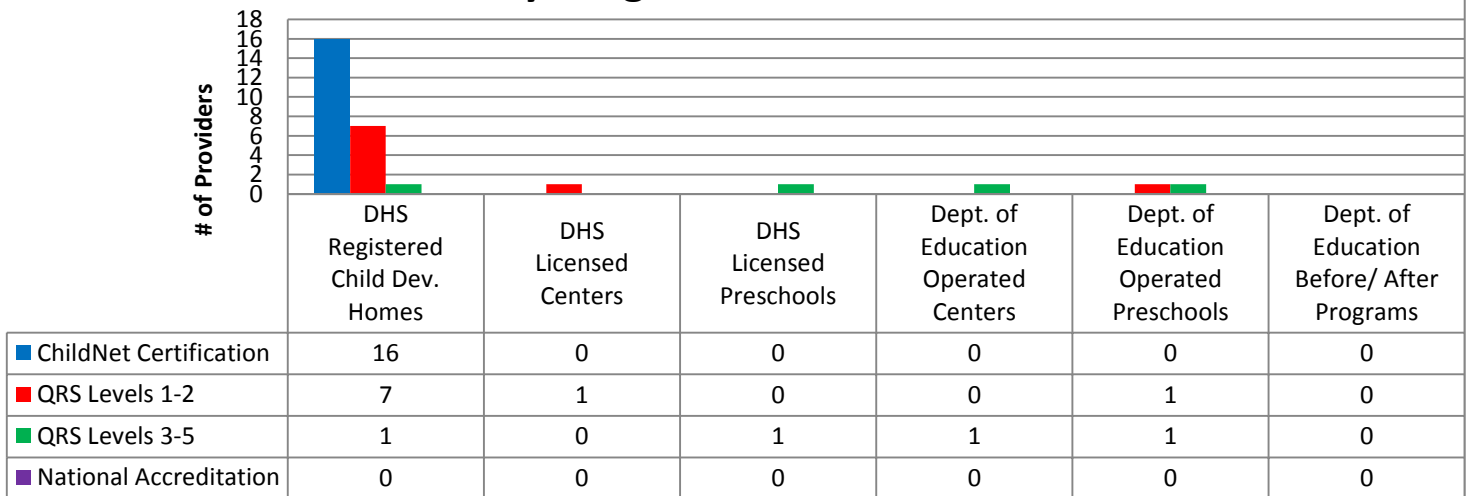 18
16
14
12
10
8
6
4
2
0
# of Providers
DHS
Registered
Child Dev.
Homes
DHS
Licensed
Centers
DHS
Licensed
Preschools
Dept. of
Education
Operated
Centers
Dept. of
Education
Operated
Preschools
Dept. of
Education
Before/ After
Programs
ChildNet Certification 16 0 0 0 0 0
QRS Levels 1-2 7 1 0 0 1 0
QRS Levels 3-5 1 0 1 1 1 0
National Accreditation 0 0 0 0 0 0